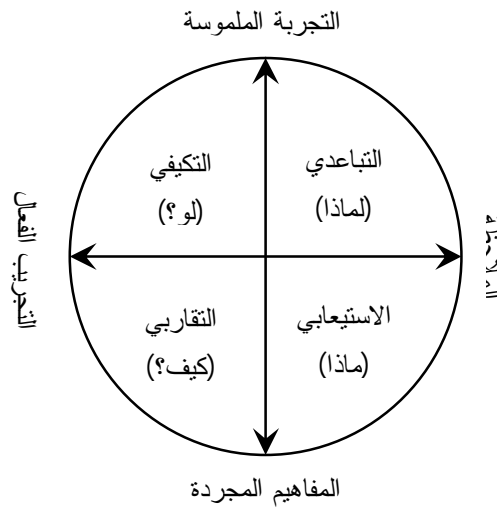 التجربة الملموسة
التباعدي
(لماذا)
التكيفي
(لو؟)
التجريب الفعال
الاستيعابي
(ماذا)
التقاربي
(كيف؟)
المفاهيم المجردة